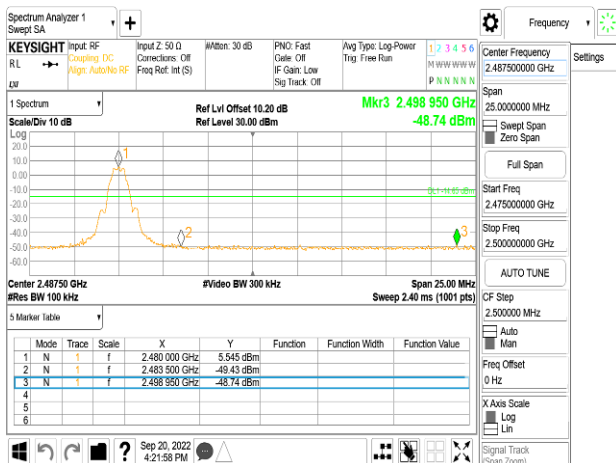 Spectrum Analyzer 1
Swept SA
Frequency
KEYSIGHT
Input: RF
Coupling: DC
Align: Auto/No RF
Input Z: 50 Ω
Corrections: Off
Freq Ref: Int (S)
#Atten: 30 dB
PNO: Fast
Gate: Off
IF Gain: Low
Sig Track: Off
Avg Type: Log-Power
Trig: Free Run
1 2 3 4 5 6
M W W W W W
P N N N N N
RL
LXI
Center Frequency
2.487500000 GHz
Settings
Span
25.0000000 MHz
Swept Span
Zero Span
Full Span
Start Freq
2.475000000 GHz
Stop Freq
2.500000000 GHz
AUTO TUNE
CF Step
2.500000 MHz
Auto
Man
Freq Offset
0 Hz
X Axis Scale
Log
Lin
Signal Track
(Span Zoom)
1 Spectrum
Scale/Div 10 dB
Ref Lvl Offset 10.20 dB
Ref Level 30.00 dBm
Mkr3 2.498 950 GHz
-48.74 dBm
Log
20.0
10.0
0.00
-10.0
-20.0
-30.0
-40.0
-50.0
-60.0
1
2
3
Center 2.48750 GHz
#Res BW 100 kHz
#Video BW 300 kHz
Span 25.00 MHz
Sweep 2.40 ms (1001 pts)
5 Marker Table
Mode Trace Scale X Y Function Function Width Function Value
1 N 1 f 2.480 000 GHz 5.545 dBm
2 N 1 f 2.483 500 GHz -49.43 dBm
3 N 1 f 2.498 950 GHz -48.74 dBm
4
5
6
Sep 20, 2022
4:21:58 PM